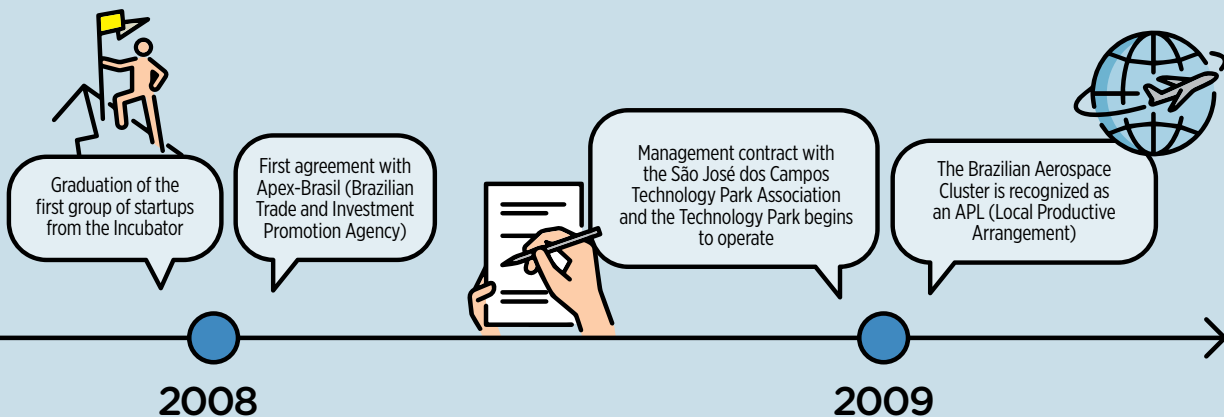 Graduation of the
first group of startups
from the Incubator
First agreement with
Apex-Brasil (Brazilian
Trade and Investment
Promotion Agency)
Management contract with
the São José dos Campos
Technology Park Association
and the Technology Park begins
to operate
The Brazilian Aerospace
Cluster is recognized as
an APL (Local Productive
Arrangement)
2008
2009